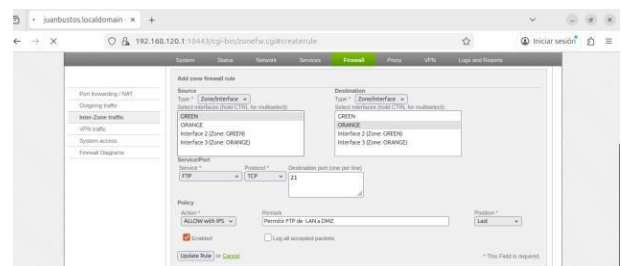 juanbustos.localdomain - × +
192.168.120.1:10443/cgi-bin/zonefw.cgi#createrule
Iniciar sesión
System Status Network Services Firewall Proxy VPN Logs and Reports
Port forwarding / NAT
Outgoing traffic
Inter-Zone traffic
VPN traffic
System access
Firewall Diagrams
Add zone firewall rule
Source
Destination
Type * Zone/Interface
Type * Zone/Interface
Select interfaces (hold CTRL for multiselect):
Select interfaces (hold CTRL for multiselect):
GREEN
ORANGE
Interface 2 (Zone: GREEN)
Interface 3 (Zone: ORANGE)
GREEN
ORANGE
Interface 2 (Zone: GREEN)
Interface 3 (Zone: ORANGE)
Service/Port
Service * Protocol * Destination port (one per line)
FTP TCP 21
Policy
Action * Remark Position *
ALLOW with IPS Permitir FTP de LAN a DMZ Last
Enabled Log all accepted packets
Update Rule or Cancel * This Field is required.